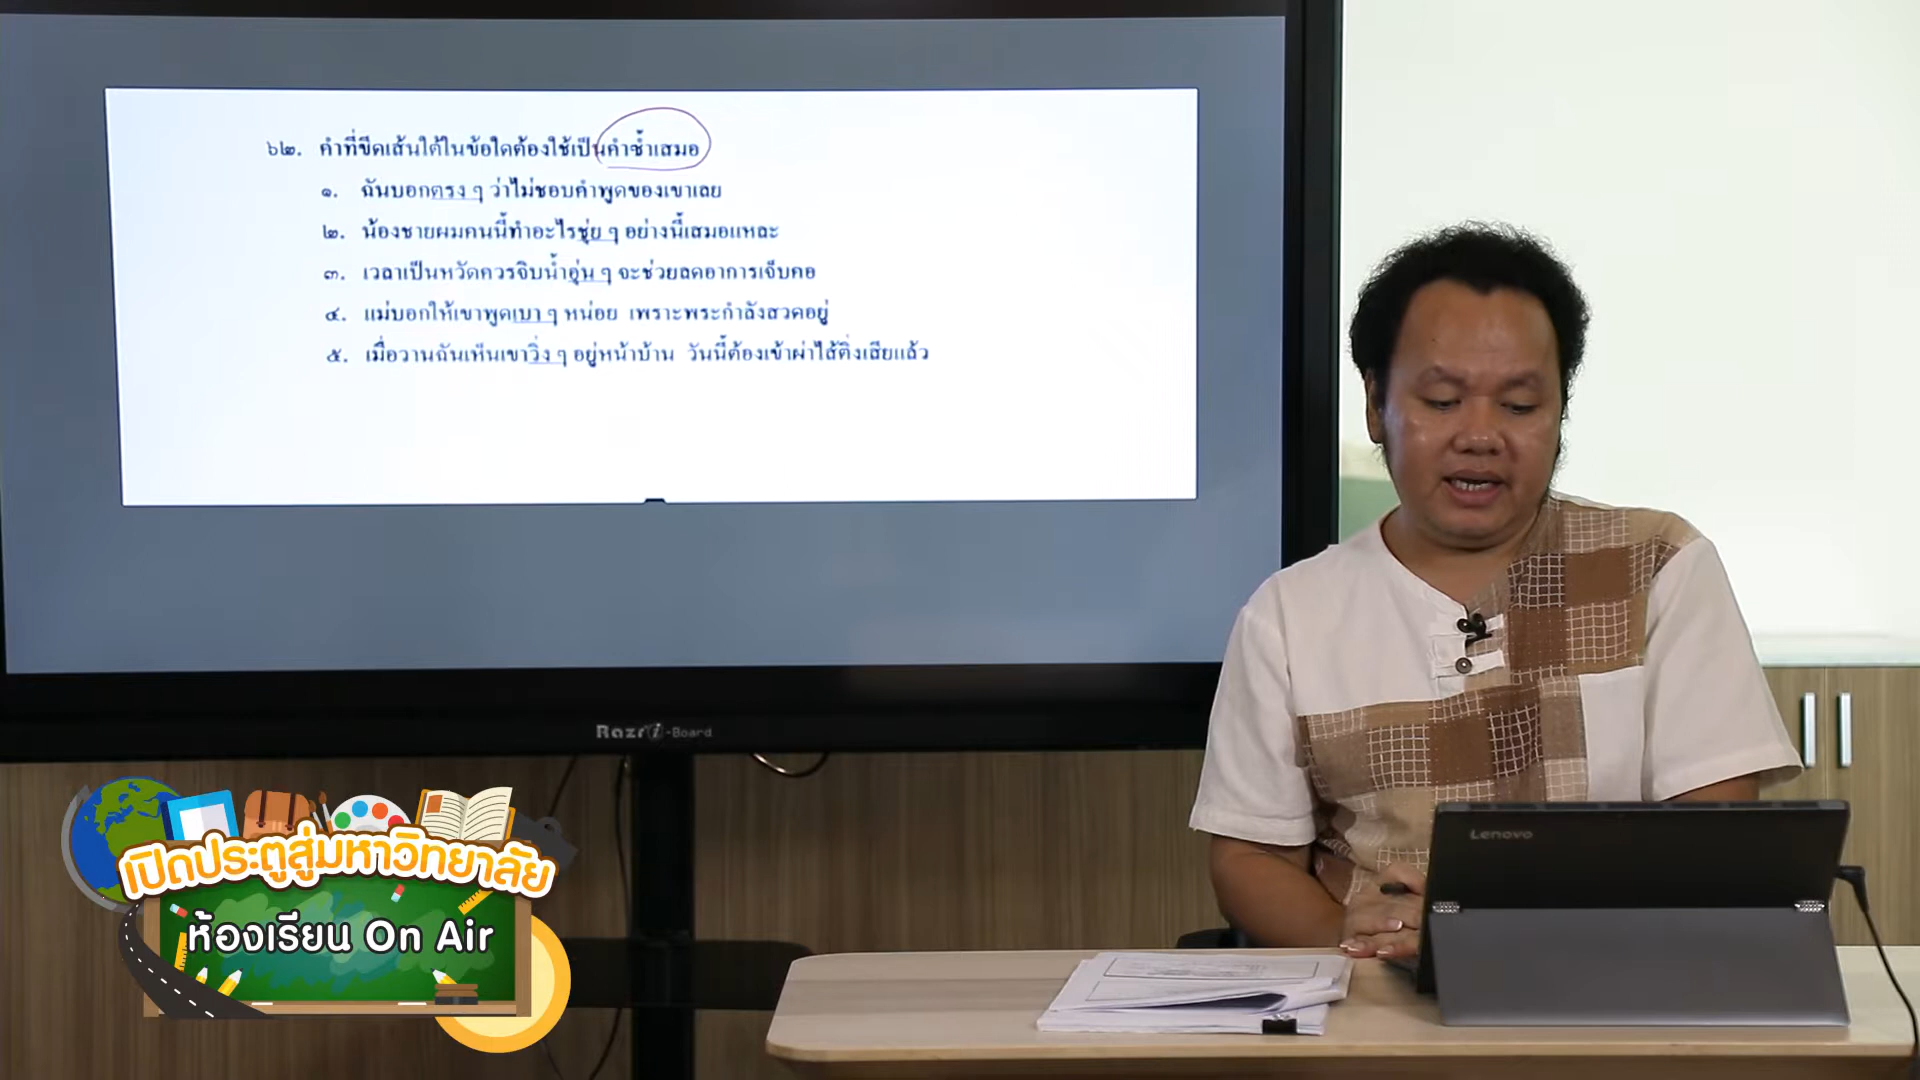 ๖๒. คำที่ขีดเส้นใต้ในข้อใดต้องใช้เป็นคำซ้ำเสมอ
๑. ฉันบอกตรง ๆ ว่าไม่ชอบคำพูดของเขาเลย
๒. น้องชายผมคนนี้ทำอะไรชุ่ย ๆ อย่างนี้เสมอแหละ
๓. เวลาเป็นหวัดควรจิบน้ำอุ่น ๆ จะช่วยลดอาการเจ็บคอ
๔. แม่บอกให้เขาพูดเบา ๆ หน่อย เพราะพระกำลังสวดอยู่
๕. เมื่อวานฉันเห็นเขาวิ่ง ๆ อยู่หน้าบ้าน วันนี้ต้องเข้าผ่าไส้ติ่งเสียแล้ว
Razr i-Board
Lenovo
เปิดประตูสู่มหาวิทยาลัย
ห้องเรียน On Air